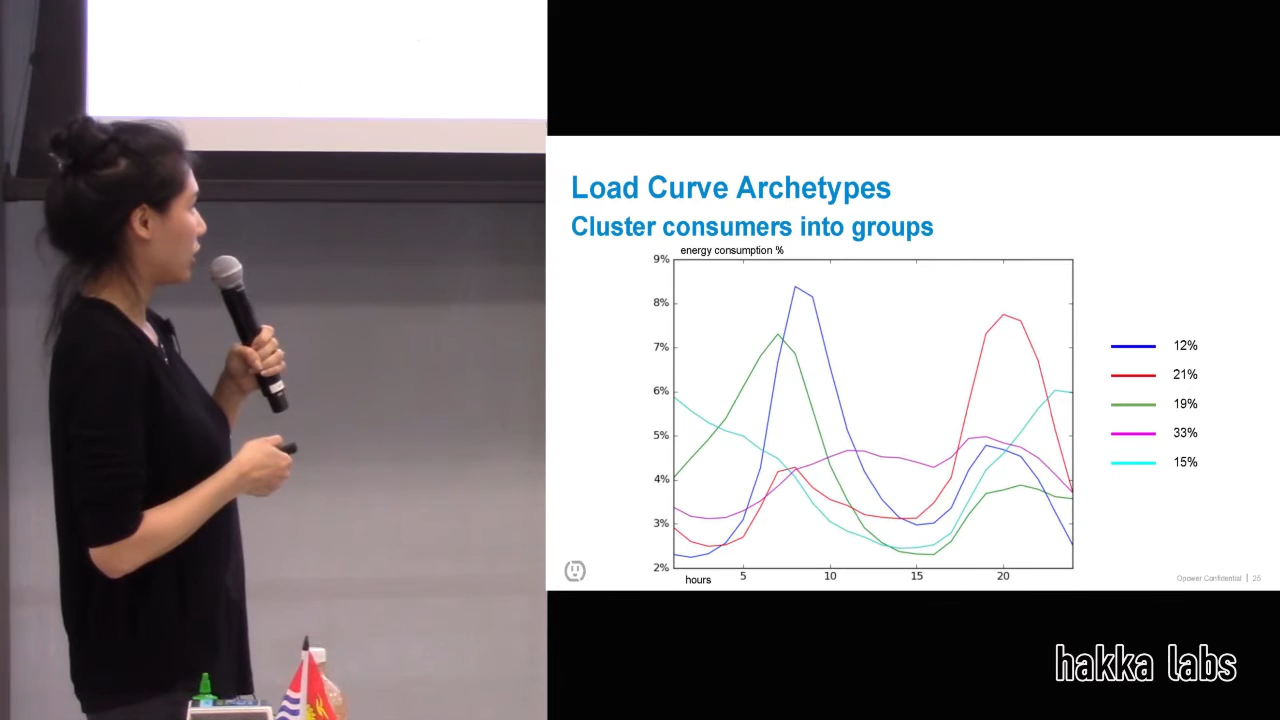 Load Curve Archetypes
Cluster consumers into groups
energy consumption %
9%
8%
7%
6%
5%
4%
3%
2%
hours
5
10
15
20
12%
21%
19%
33%
15%
Opower Confidential | 25
hakka labs